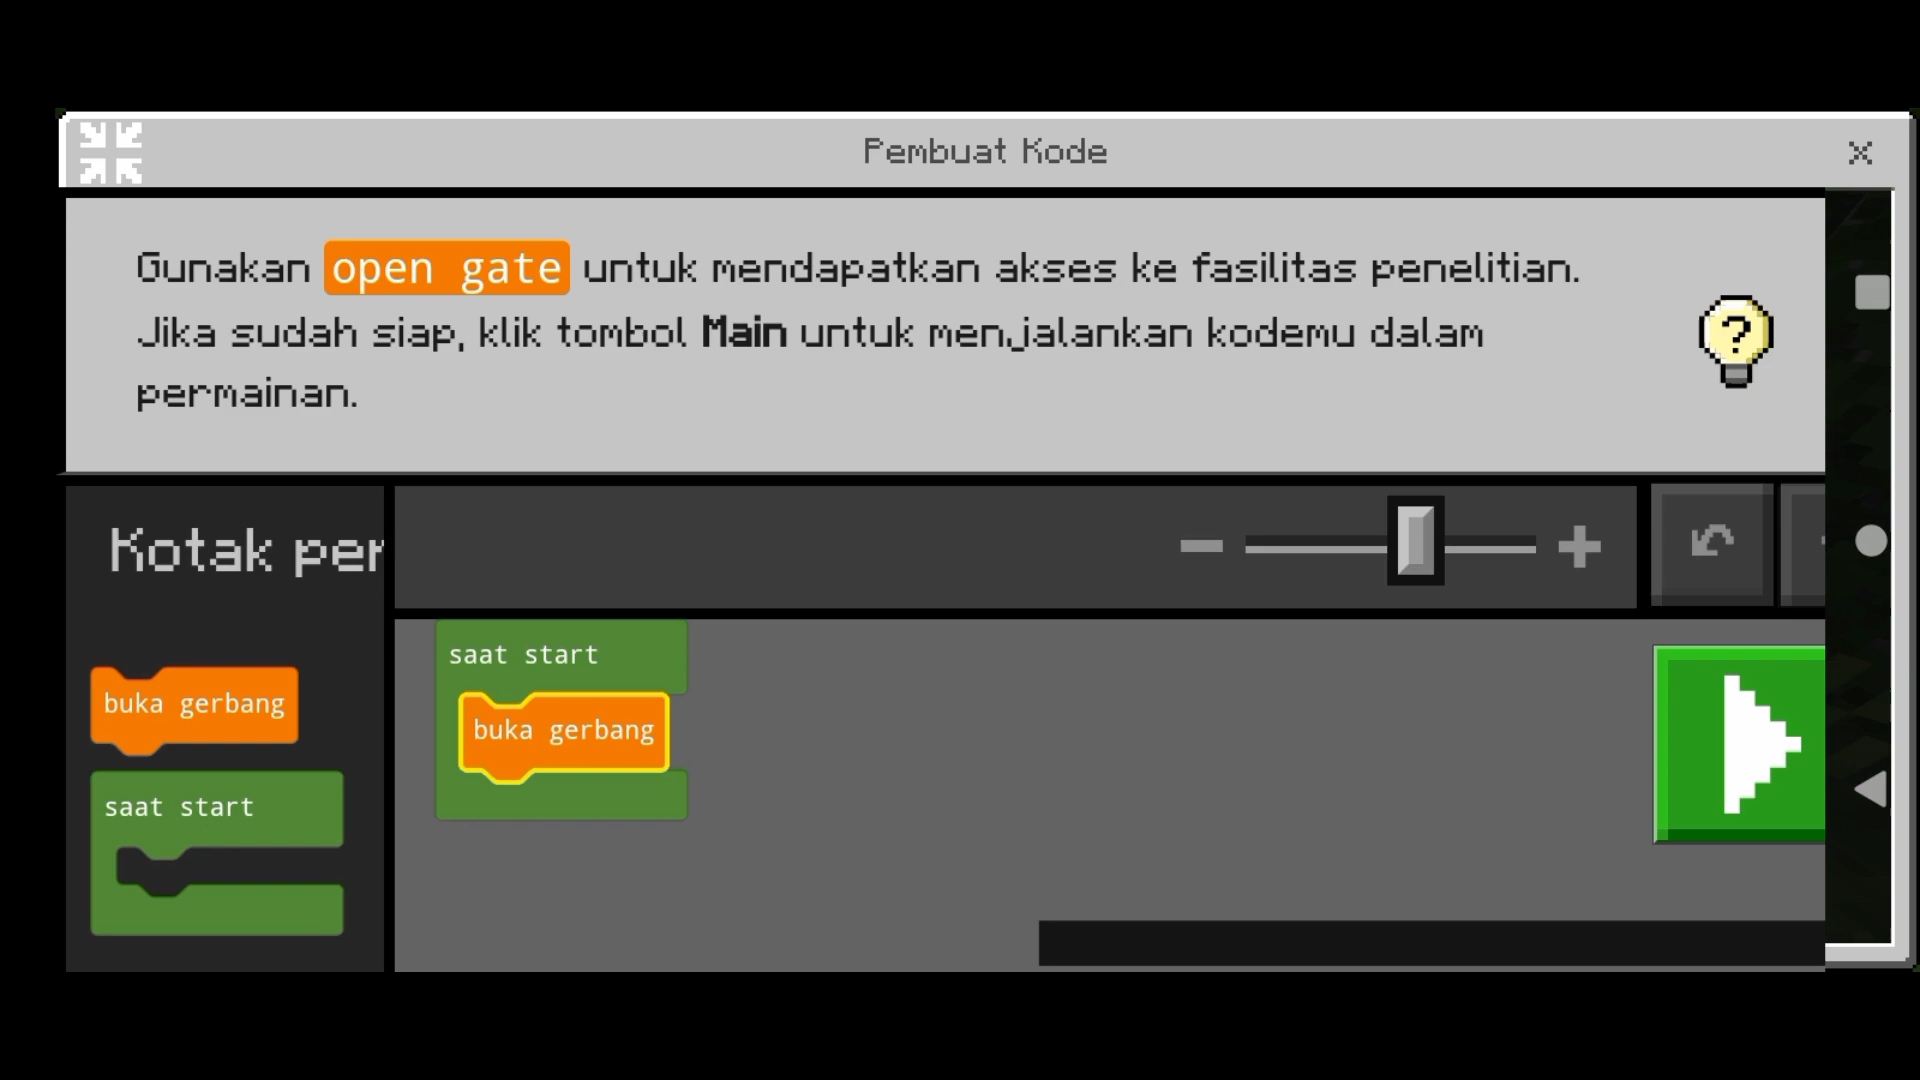 Pembuat Kode
Gunakan open gate untuk mendapatkan akses ke fasilitas penelitian.
Jika sudah siap, klik tombol Main untuk menjalankan kodemu dalam
permainan.
Kotak per
buka gerbang
saat start
saat start
buka gerbang